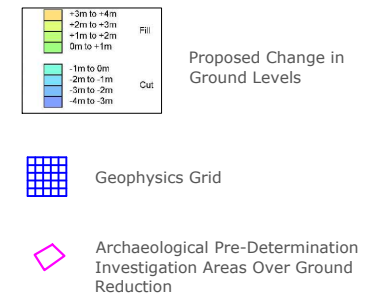 +3m to +4m
+2m to +3m
+1m to +2m
0m to +1m
Fill
-1m to 0m
-2m to -1m
-3m to -2m
-4m to -3m
Cut
Proposed Change in
Ground Levels
Geophysics Grid
Archaeological Pre-Determination
Investigation Areas Over Ground
Reduction